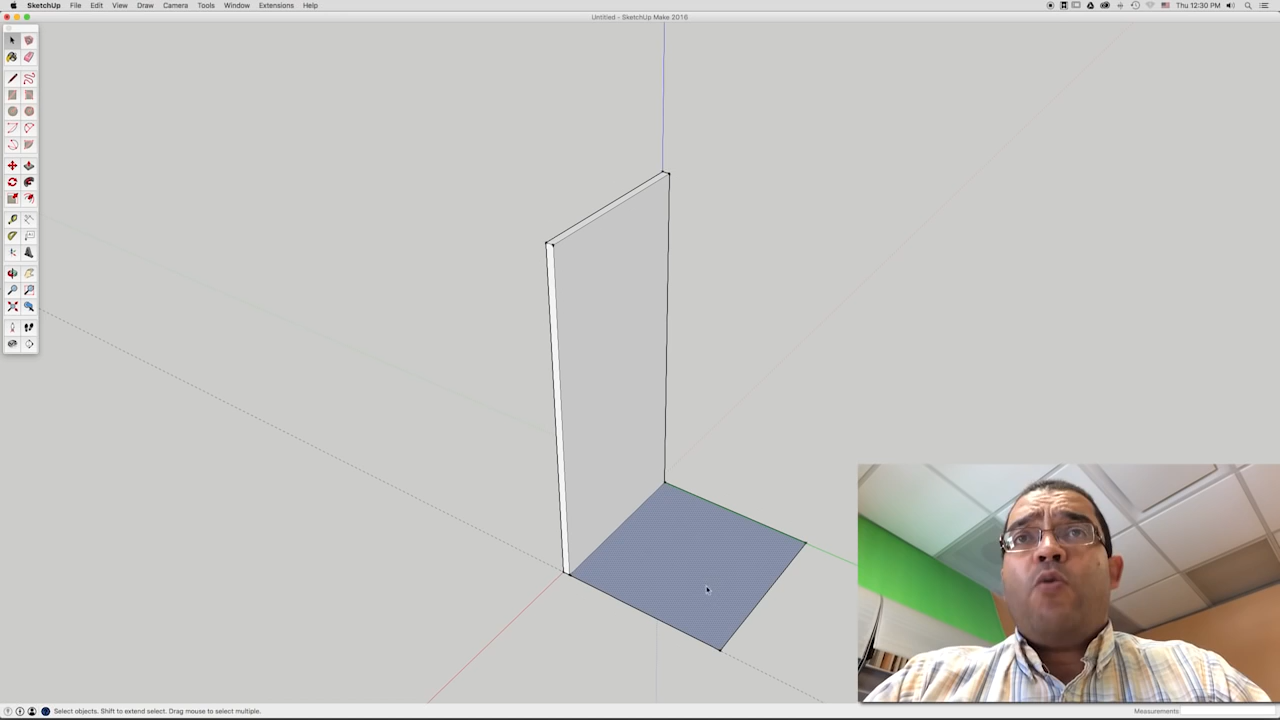 SketchUp File Edit View Draw Camera Tools Window Extensions Help Thu 12:30 PM
Untitled - SketchUp Make 2016
Select objects. Shift to extend select. Drag mouse to select multiple. Measurements: